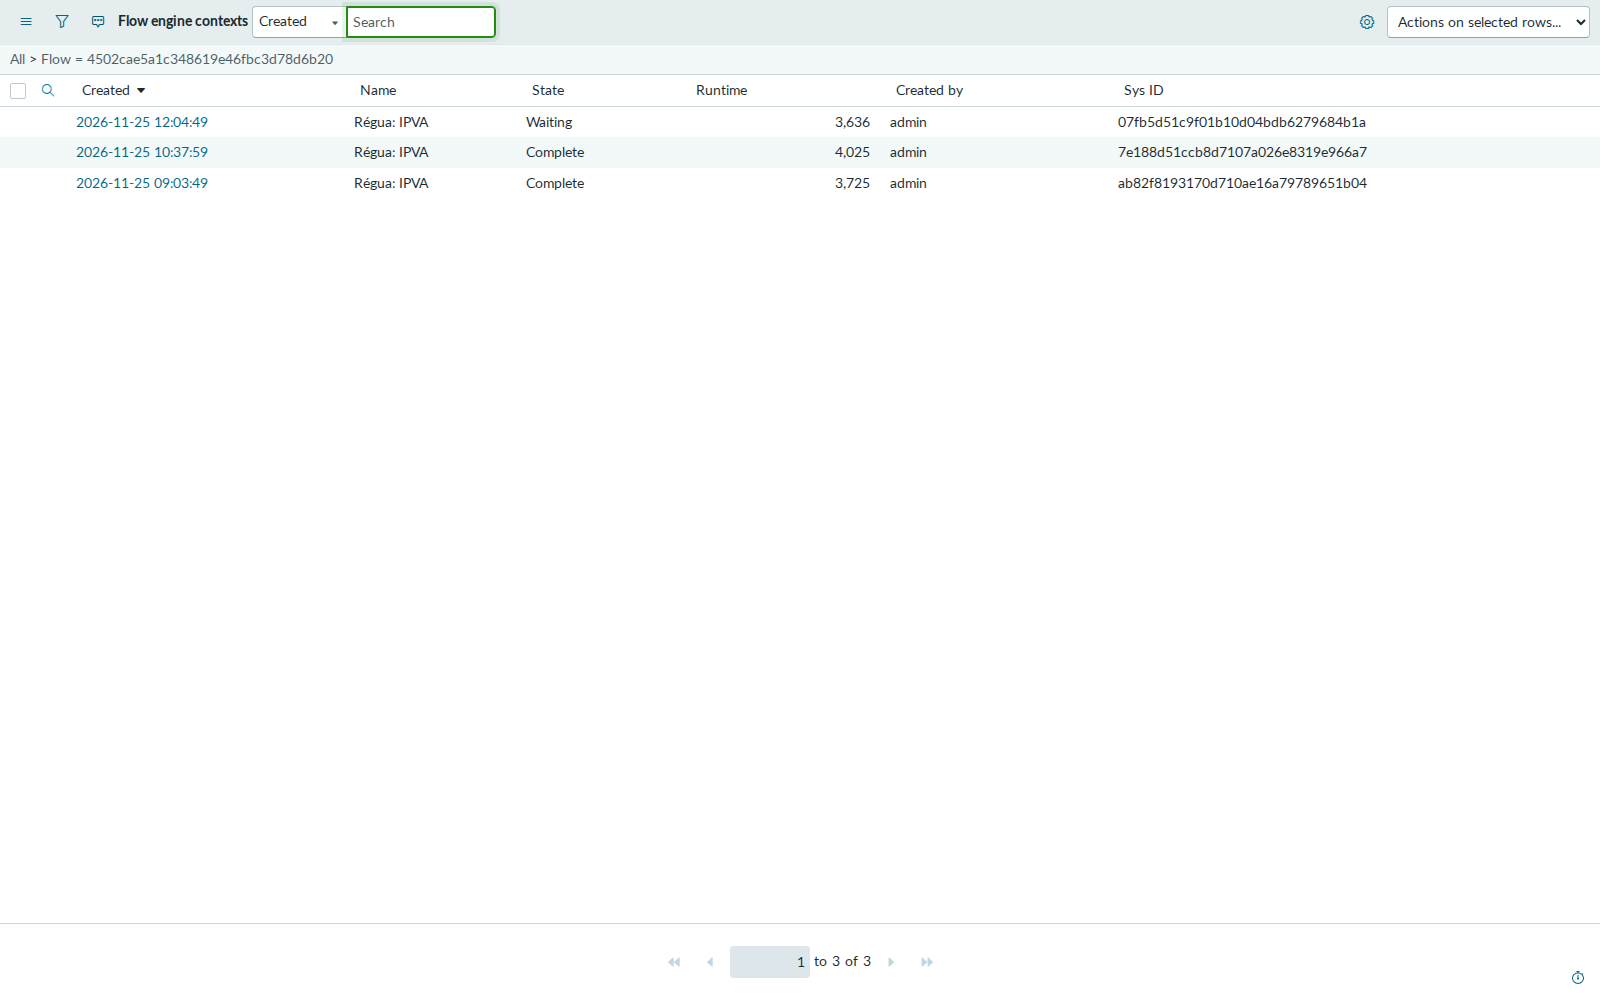 Flow engine contexts Created Search Actions on selected rows...
All > Flow = 4502cae5a1c348619e46fbc3d78d6b20
Created Name State Runtime Created by Sys ID
2026-11-25 12:04:49 Régua: IPVA Waiting 3,636 admin 07fb5d51c9f01b10d04bdb6279684b1a
2026-11-25 10:37:59 Régua: IPVA Complete 4,025 admin 7e188d51ccb8d7107a026e8319e966a7
2026-11-25 09:03:49 Régua: IPVA Complete 3,725 admin ab82f8193170d710ae16a79789651b04
1 to 3 of 3